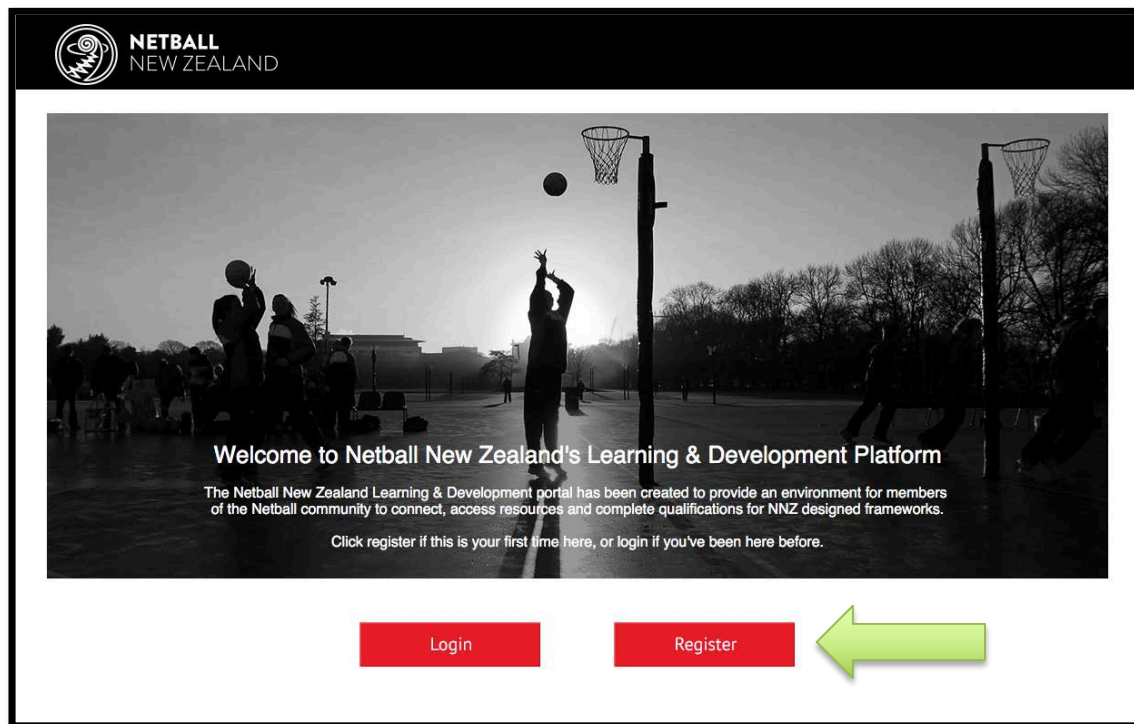 NETBALL
NEW ZEALAND
Welcome to Netball New Zealand's Learning & Development Platform
The Netball New Zealand Learning & Development portal has been created to provide an environment for members
of the Netball community to connect, access resources and complete qualifications for NNZ designed frameworks.
Click register if this is your first time here, or login if you've been here before.
Login
Register